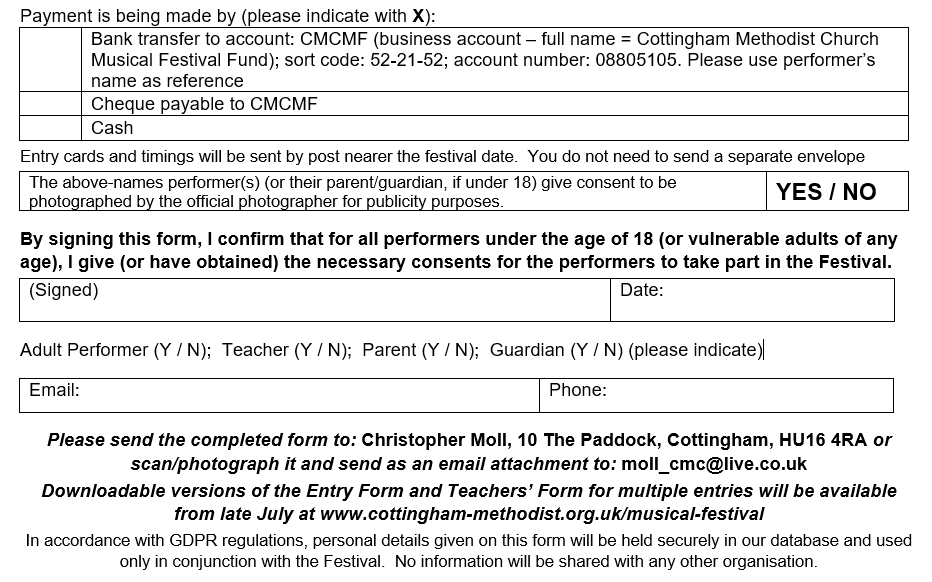 Payment is being made by (please indicate with X):
Bank transfer to account: CMCMF (business account – full name = Cottingham Methodist Church
Musical Festival Fund); sort code: 52-21-52; account number: 08805105. Please use performer's
name as reference
Cheque payable to CMCMF
Cash
Entry cards and timings will be sent by post nearer the festival date.  You do not need to send a separate envelope
The above-names performer(s) (or their parent/guardian, if under 18) give consent to be
photographed by the official photographer for publicity purposes.
YES / NO
By signing this form, I confirm that for all performers under the age of 18 (or vulnerable adults of any
age), I give (or have obtained) the necessary consents for the performers to take part in the Festival.
(Signed)
Date:
Adult Performer (Y / N);  Teacher (Y / N);  Parent (Y / N);  Guardian (Y / N) (please indicate)
Email:
Phone:
Please send the completed form to: Christopher Moll, 10 The Paddock, Cottingham, HU16 4RA or
scan/photograph it and send as an email attachment to: moll_cmc@live.co.uk
Downloadable versions of the Entry Form and Teachers' Form for multiple entries will be available
from late July at www.cottingham-methodist.org.uk/musical-festival
In accordance with GDPR regulations, personal details given on this form will be held securely in our database and used
only in conjunction with the Festival.  No information will be shared with any other organisation.